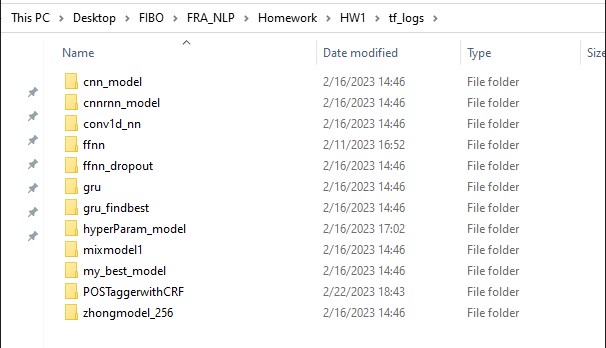 This PC > Desktop > FIBO > FRA_NLP > Homework > HW1 > tf_logs >
Name Date modified Type Size
cnn_model 2/16/2023 14:46 File folder
cnnrnn_model 2/16/2023 14:46 File folder
conv1d_nn 2/16/2023 14:46 File folder
ffnn 2/11/2023 16:52 File folder
ffnn_dropout 2/16/2023 14:46 File folder
gru 2/16/2023 14:46 File folder
gru_findbest 2/16/2023 14:46 File folder
hyperParam_model 2/16/2023 17:02 File folder
mixmodel1 2/16/2023 14:46 File folder
my_best_model 2/16/2023 14:46 File folder
POSTaggerwithCRF 2/22/2023 18:43 File folder
zhongmodel_256 2/16/2023 14:46 File folder